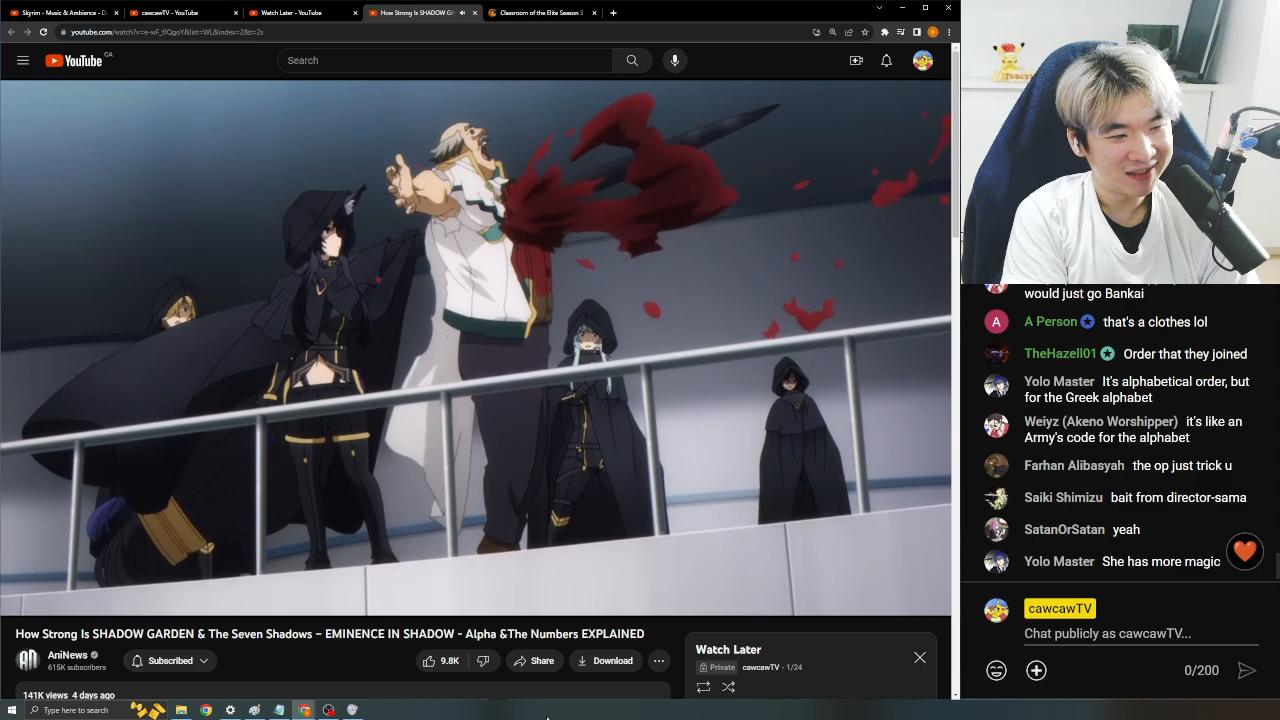 Skyrim - Music & Ambience - D
cawcawTV - YouTube
Watch Later - YouTube
How Strong Is SHADOW GA
Classroom of the Elite Season 3
youtube.com/watch?v=e-wF_flQgoY&list=WL&index=2&t=2s
YouTube CA
Search
would just go Bankai
A Person that's a clothes lol
TheHazell01 Order that they joined
Yolo Master It's alphabetical order, but
for the Greek alphabet
Weiyz (Akeno Worshipper) it's like an
Army's code for the alphabet
Farhan Alibasyah the op just trick u
Saiki Shimizu bait from director-sama
SatanOrSatan yeah
Yolo Master She has more magic
cawcawTV
Chat publicly as cawcawTV...
0/200
How Strong Is SHADOW GARDEN & The Seven Shadows – EMINENCE IN SHADOW - Alpha &The Numbers EXPLAINED
AniNews
615K subscribers
Subscribed
9.8K
Share
Download
141K views 4 days ago
Watch Later
Private cawcawTV - 1/24
Type here to search